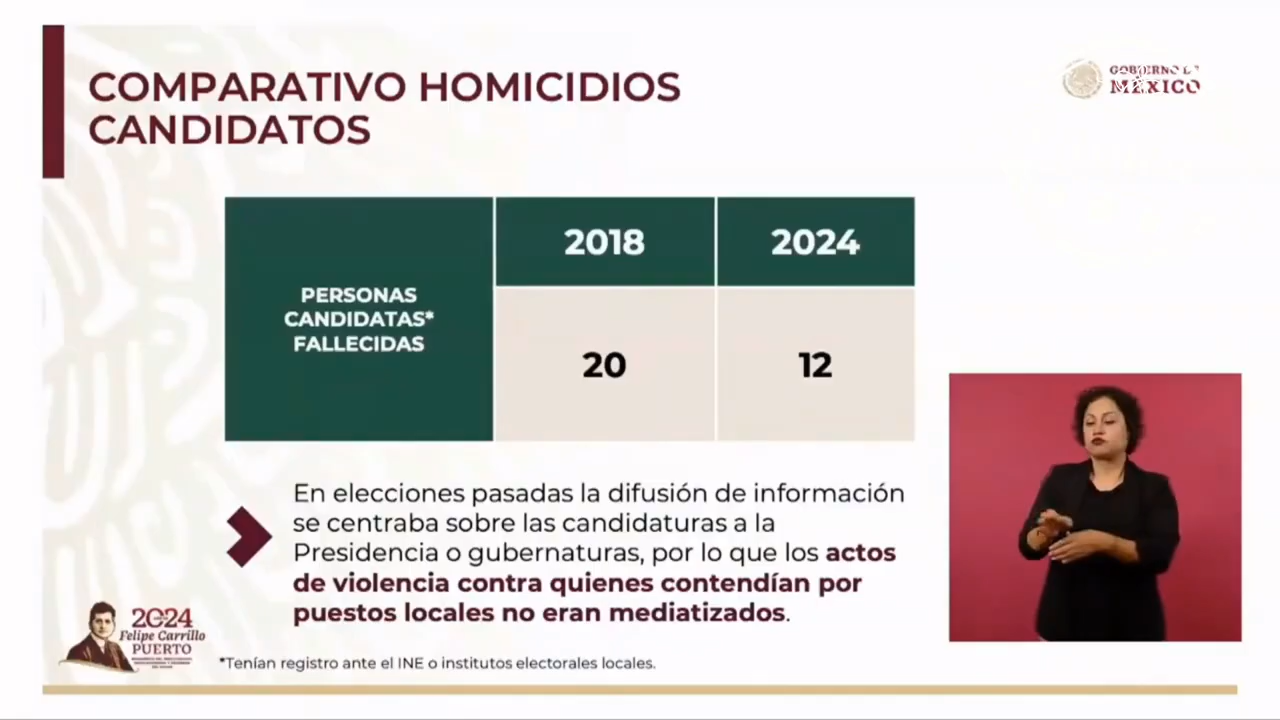 COMPARATIVO HOMICIDIOS
CANDIDATOS
GOBIERNO DE
MÉXICO
PERSONAS
CANDIDATAS*
FALLECIDAS
2018
2024
20
12
En elecciones pasadas la difusión de información
se centraba sobre las candidaturas a la
Presidencia o gubernaturas, por lo que los actos
de violencia contra quienes contendían por
puestos locales no eran mediatizados.
2024
Felipe Carrillo
PUERTO
*Tenían registro ante el INE o institutos electorales locales.